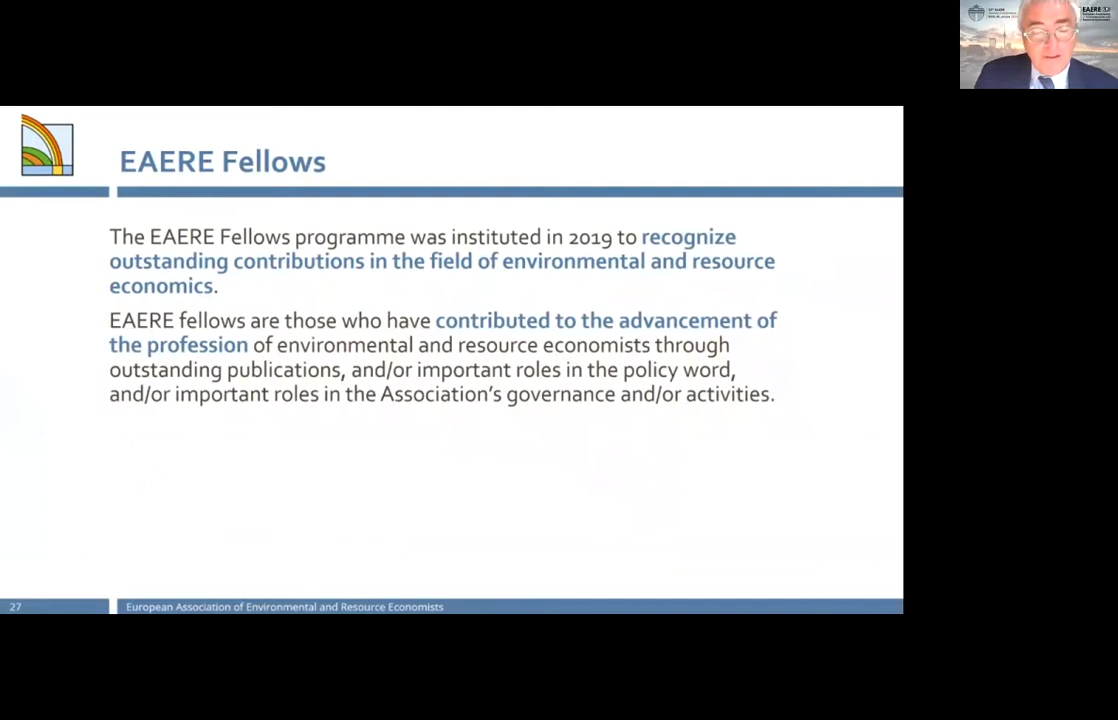 EAERE
EAERE Fellows
The EAERE Fellows programme was instituted in 2019 to recognize
outstanding contributions in the field of environmental and resource
economics.
EAERE fellows are those who have contributed to the advancement of
the profession of environmental and resource economists through
outstanding publications, and/or important roles in the policy word,
and/or important roles in the Association's governance and/or activities.
27
European Association of Environmental and Resource Economists